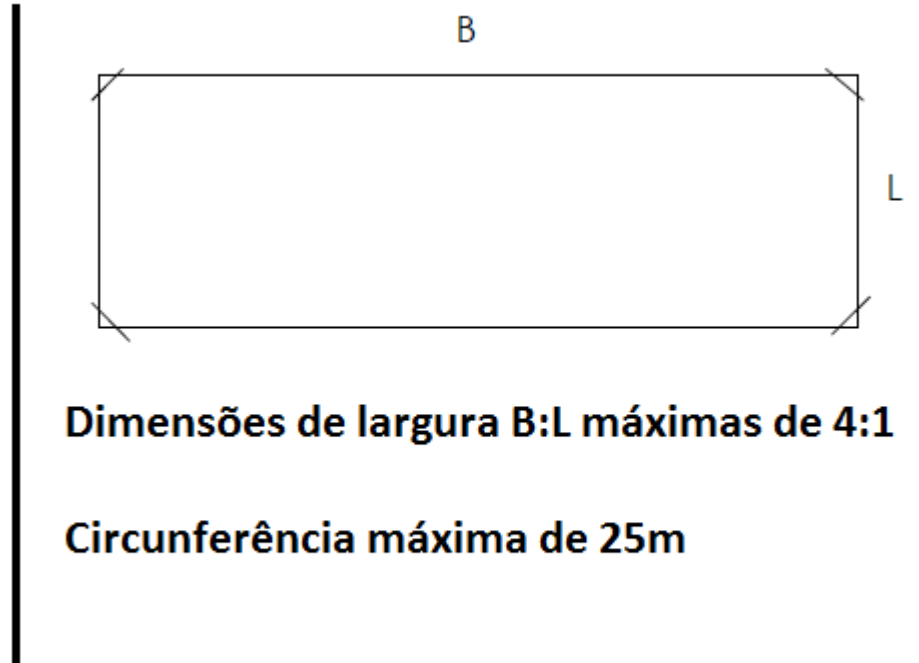 B
L
Dimensões de largura B:L máximas de 4:1
Circunferência máxima de 25m